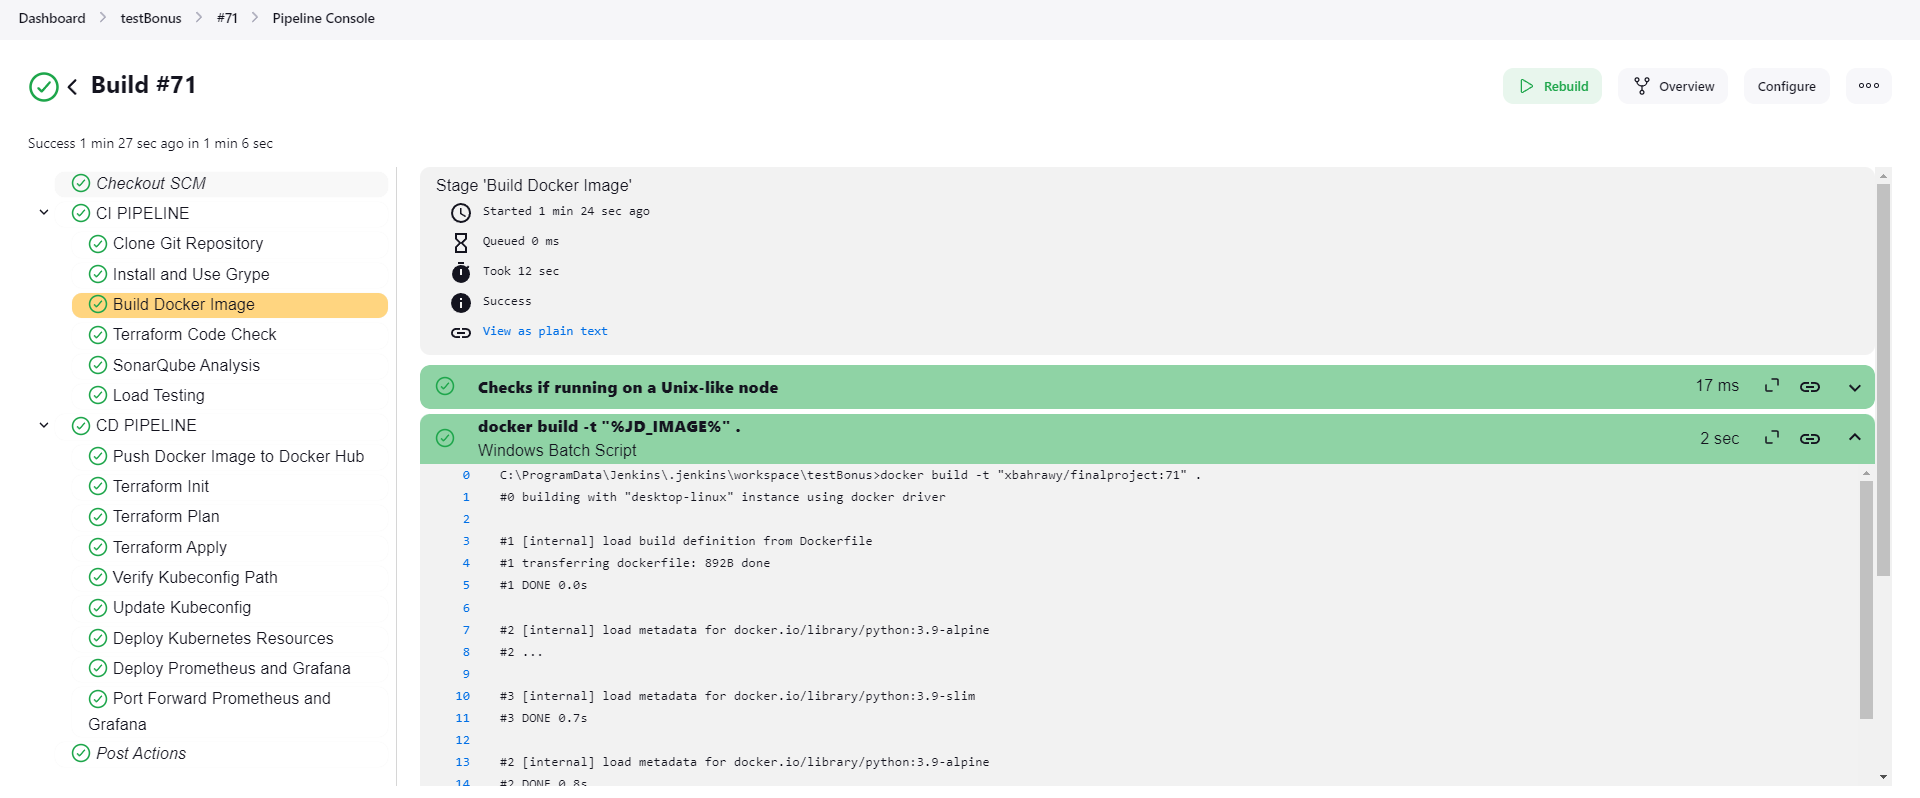 Dashboard > testBonus > #71 > Pipeline Console
Build #71
Rebuild
Overview
Configure
Success 1 min 27 sec ago in 1 min 6 sec
Checkout SCM
CI PIPELINE
Clone Git Repository
Install and Use Grype
Build Docker Image
Terraform Code Check
SonarQube Analysis
Load Testing
CD PIPELINE
Push Docker Image to Docker Hub
Terraform Init
Terraform Plan
Terraform Apply
Verify Kubeconfig Path
Update Kubeconfig
Deploy Kubernetes Resources
Deploy Prometheus and Grafana
Port Forward Prometheus and
Grafana
Post Actions
Stage 'Build Docker Image'
Started 1 min 24 sec ago
Queued 0 ms
Took 12 sec
Success
View as plain text
Checks if running on a Unix-like node 17 ms
docker build -t "%JD_IMAGE%" .
Windows Batch Script 2 sec
0 C:\ProgramData\Jenkins\.jenkins\workspace\testBonus>docker build -t "xbahrawy/finalproject:71" .
1 #0 building with "desktop-linux" instance using docker driver
2
3 #1 [internal] load build definition from Dockerfile
4 #1 transferring dockerfile: 892B done
5 #1 DONE 0.0s
6
7 #2 [internal] load metadata for docker.io/library/python:3.9-alpine
8 #2 ...
9
10 #3 [internal] load metadata for docker.io/library/python:3.9-slim
11 #3 DONE 0.7s
12
13 #2 [internal] load metadata for docker.io/library/python:3.9-alpine
14 #2 DONE 0.8s